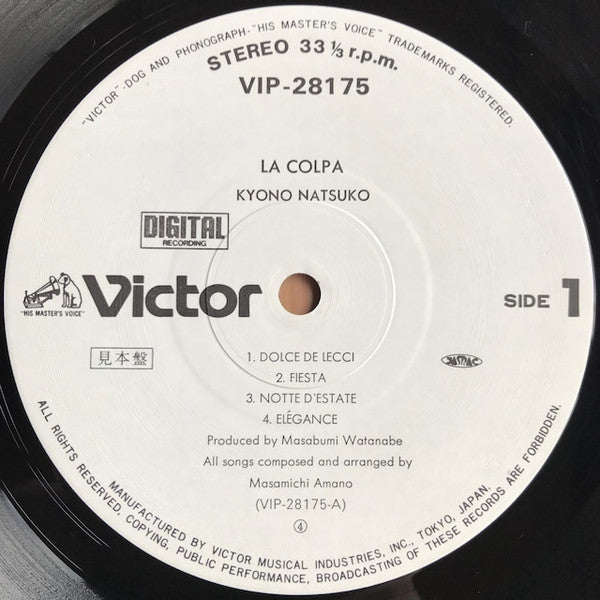 "VICTOR"-DOG AND PHONOGRAPH-"HIS MASTER'S VOICE" TRADEMARKS REGISTERED.
STEREO 33⅓ r.p.m.
VIP-28175
LA COLPA
KYONO NATSUKO
DIGITAL
RECORDING
Victor
"HIS MASTER'S VOICE"
SIDE 1
見本盤
JASRAC
1. DOLCE DE LECCI
2. FIESTA
3. NOTTE D'ESTATE
4. ELÉGANCE
Produced by Masabumi Watanabe
All songs composed and arranged by
Masamichi Amano
(VIP-28175-A)
④
MANUFACTURED BY VICTOR MUSICAL INDUSTRIES, INC., TOKYO, JAPAN.
ALL RIGHTS RESERVED, COPYING, PUBLIC PERFORMANCE, BROADCASTING OF THESE RECORDS ARE FORBIDDEN.